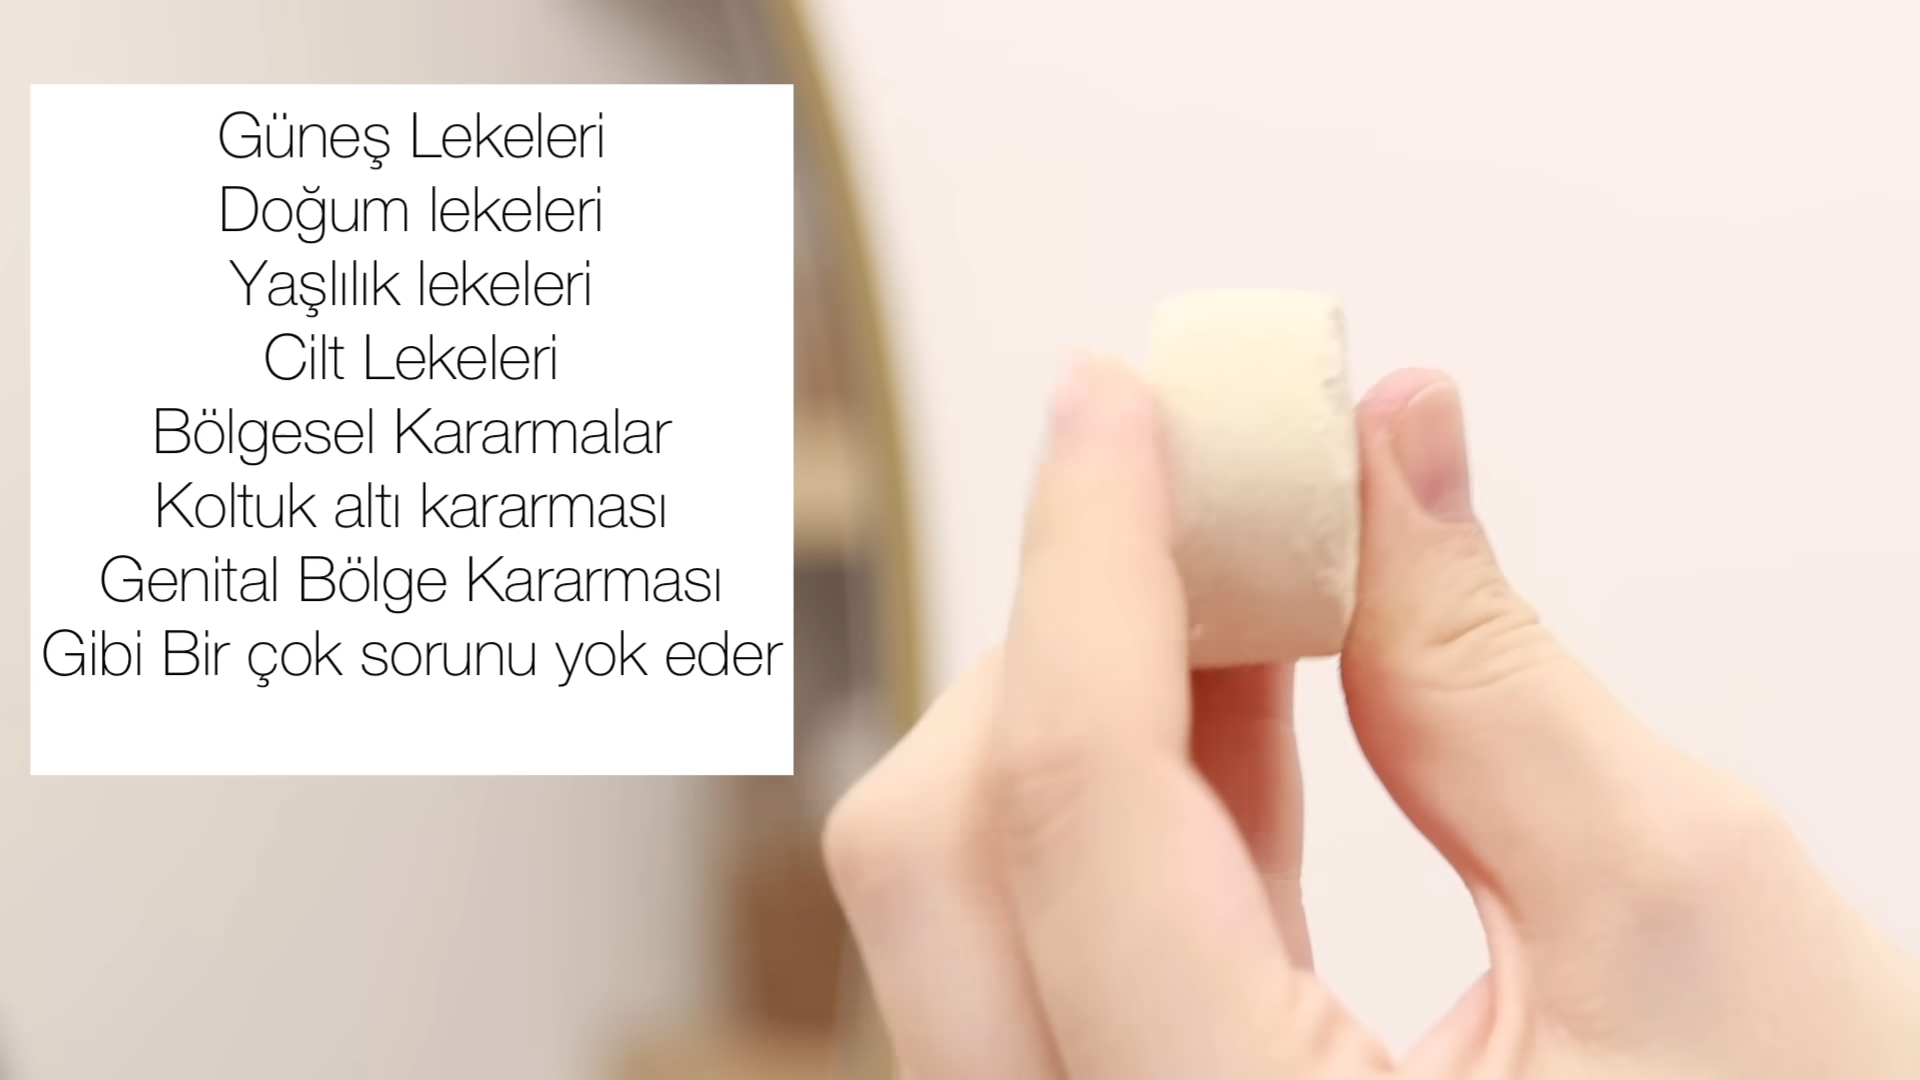 Güneş Lekeleri
Doğum lekeleri
Yaşlılık lekeleri
Cilt Lekeleri
Bölgesel Kararmalar
Koltuk altı kararması
Genital Bölge Kararması
Gibi Bir çok sorunu yok eder